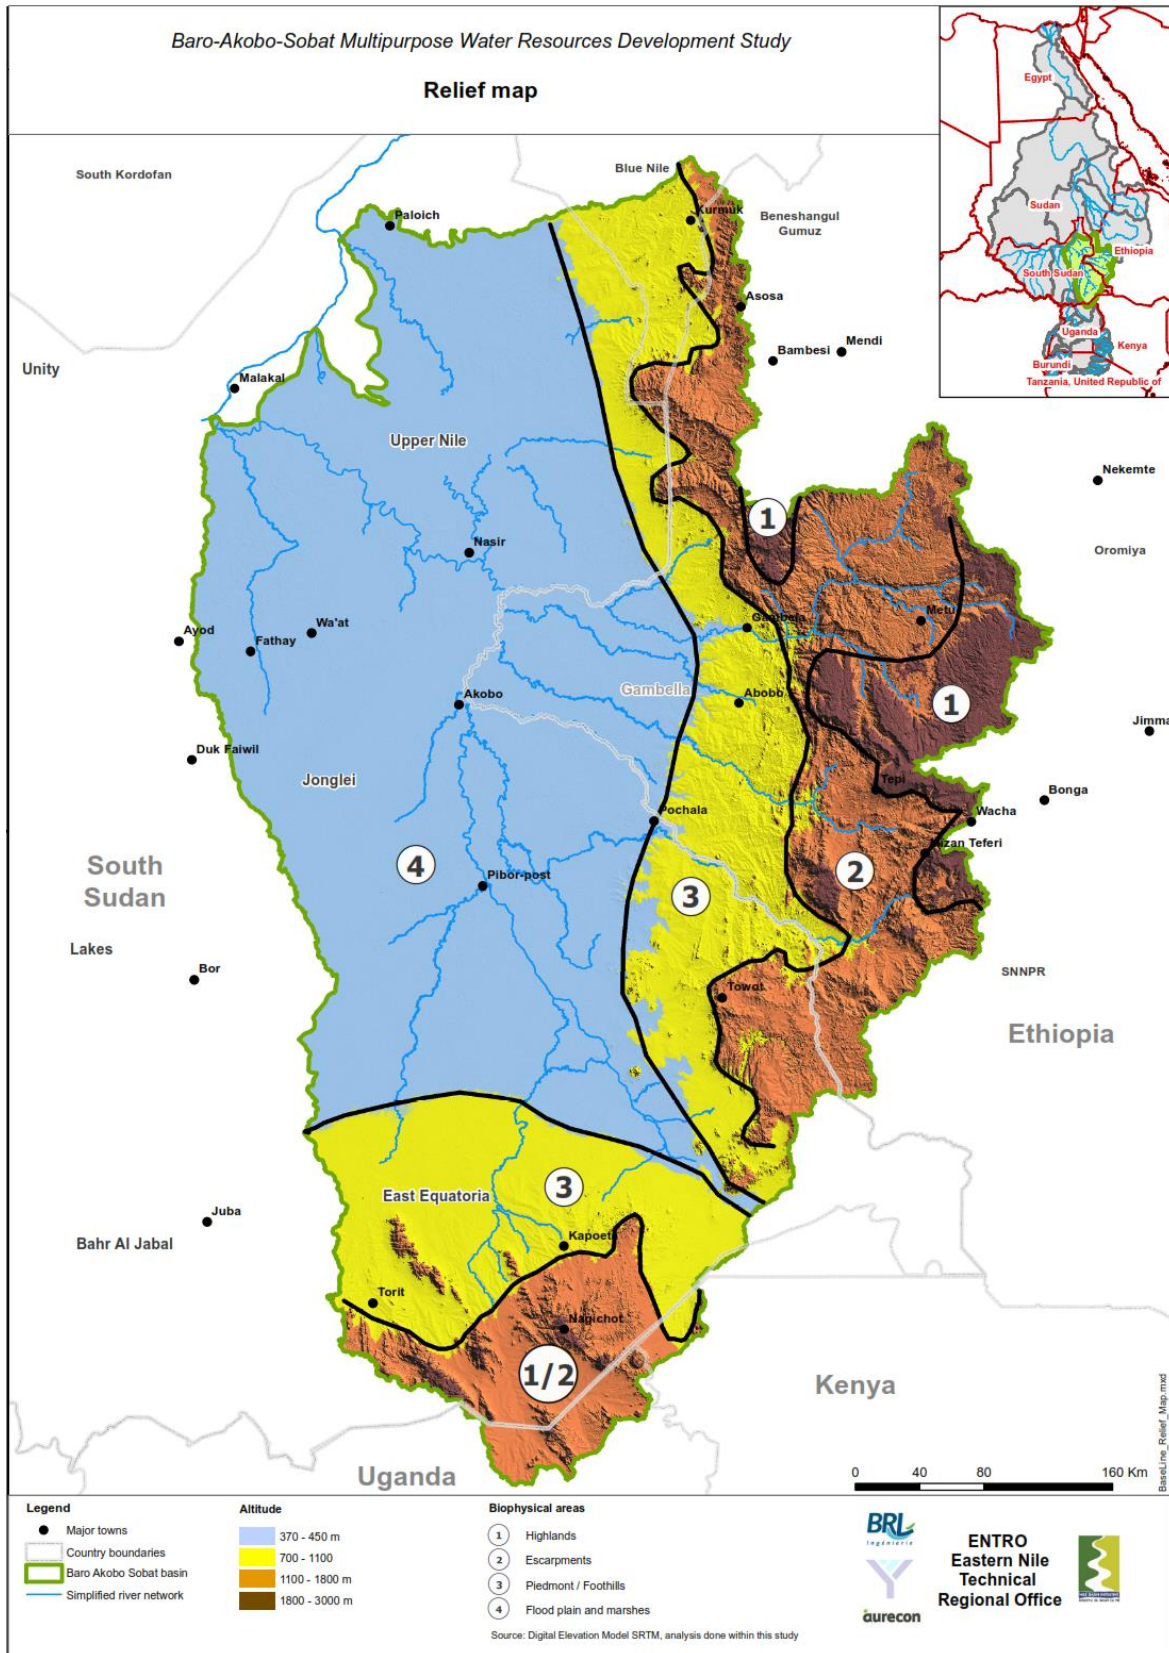 Baro-Akobo-Sobat Multipurpose Water Resources Development Study
Relief map
Egypt
Sudan
Ethiopia
South Sudan
Uganda
Kenya
Burundi
Tanzania, United Republic of
South Kordofan
Blue Nile
Paloich
Kurmuk
Beneshangul
Gumuz
Asosa
Mendi
Bambesi
Unity
Malakal
Upper Nile
Nekemte
1
Nasir
Oromiya
Metu
Gambela
Wa'at
Ayod
Fathay
Gambella
Abobo
Akobo
1
Jimma
Duk Faiwil
Jonglei
Tepi
Bonga
Pochala
Wacha
Mizan Teferi
South
Sudan
4
2
Pibor-post
3
Lakes
Bor
SNNPR
Towot
Ethiopia
3
East Equatoria
Juba
Bahr Al Jabal
Kapoeta
Torit
Nagichot
1/2
Kenya
Uganda
0 40 80 160 Km
BaseLine_Relief_Map.mxd
Legend
Major towns
Country boundaries
Baro Akobo Sobat basin
Simplified river network
Altitude
370 - 450 m
700 - 1100
1100 - 1800 m
1800 - 3000 m
Biophysical areas
1 Highlands
2 Escarpments
3 Piedmont / Foothills
4 Flood plain and marshes
Source: Digital Elevation Model SRTM, analysis done within this study
BRL
Ingénierie
aurecon
ENTRO
Eastern Nile
Technical
Regional Office